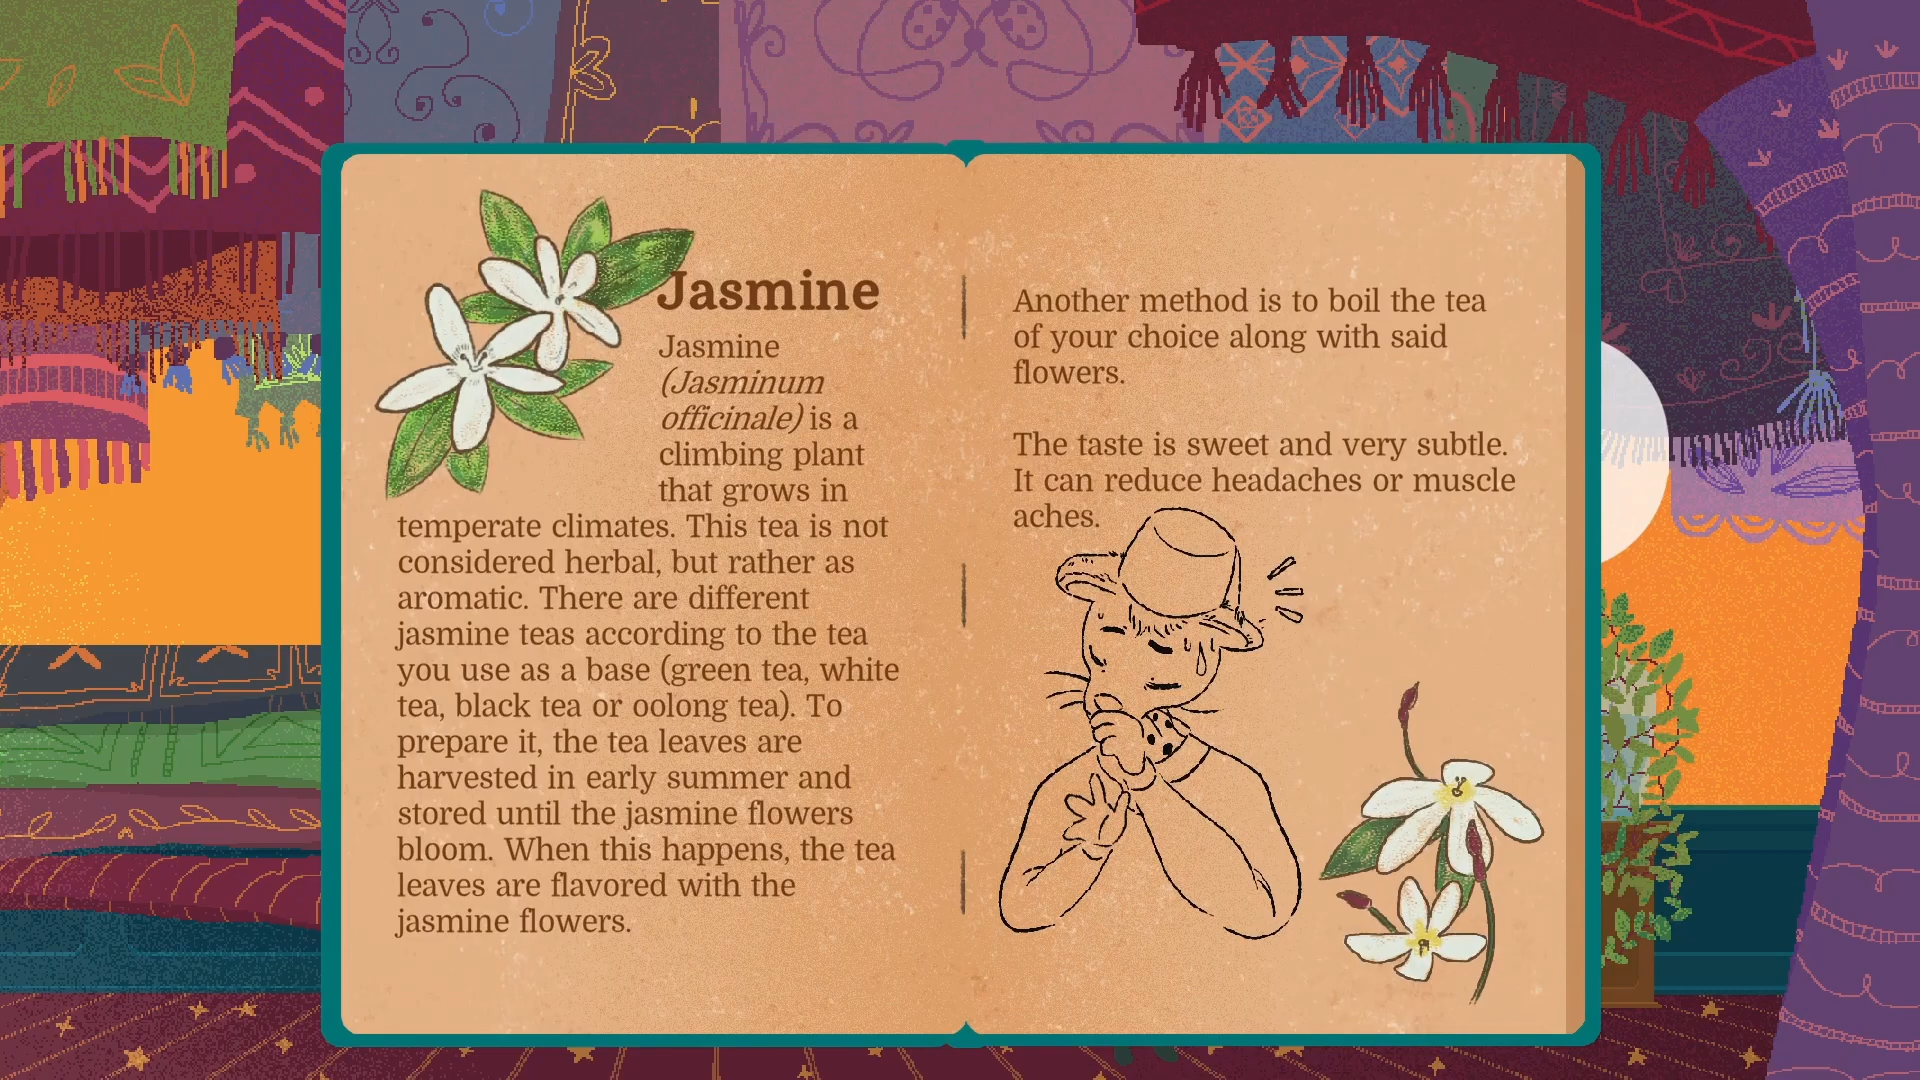 Jasmine
Jasmine
(Jasminum
officinale) is a
climbing plant
that grows in
temperate climates. This tea is not
considered herbal, but rather as
aromatic. There are different
jasmine teas according to the tea
you use as a base (green tea, white
tea, black tea or oolong tea). To
prepare it, the tea leaves are
harvested in early summer and
stored until the jasmine flowers
bloom. When this happens, the tea
leaves are flavored with the
jasmine flowers.
Another method is to boil the tea
of your choice along with said
flowers.
The taste is sweet and very subtle.
It can reduce headaches or muscle
aches.